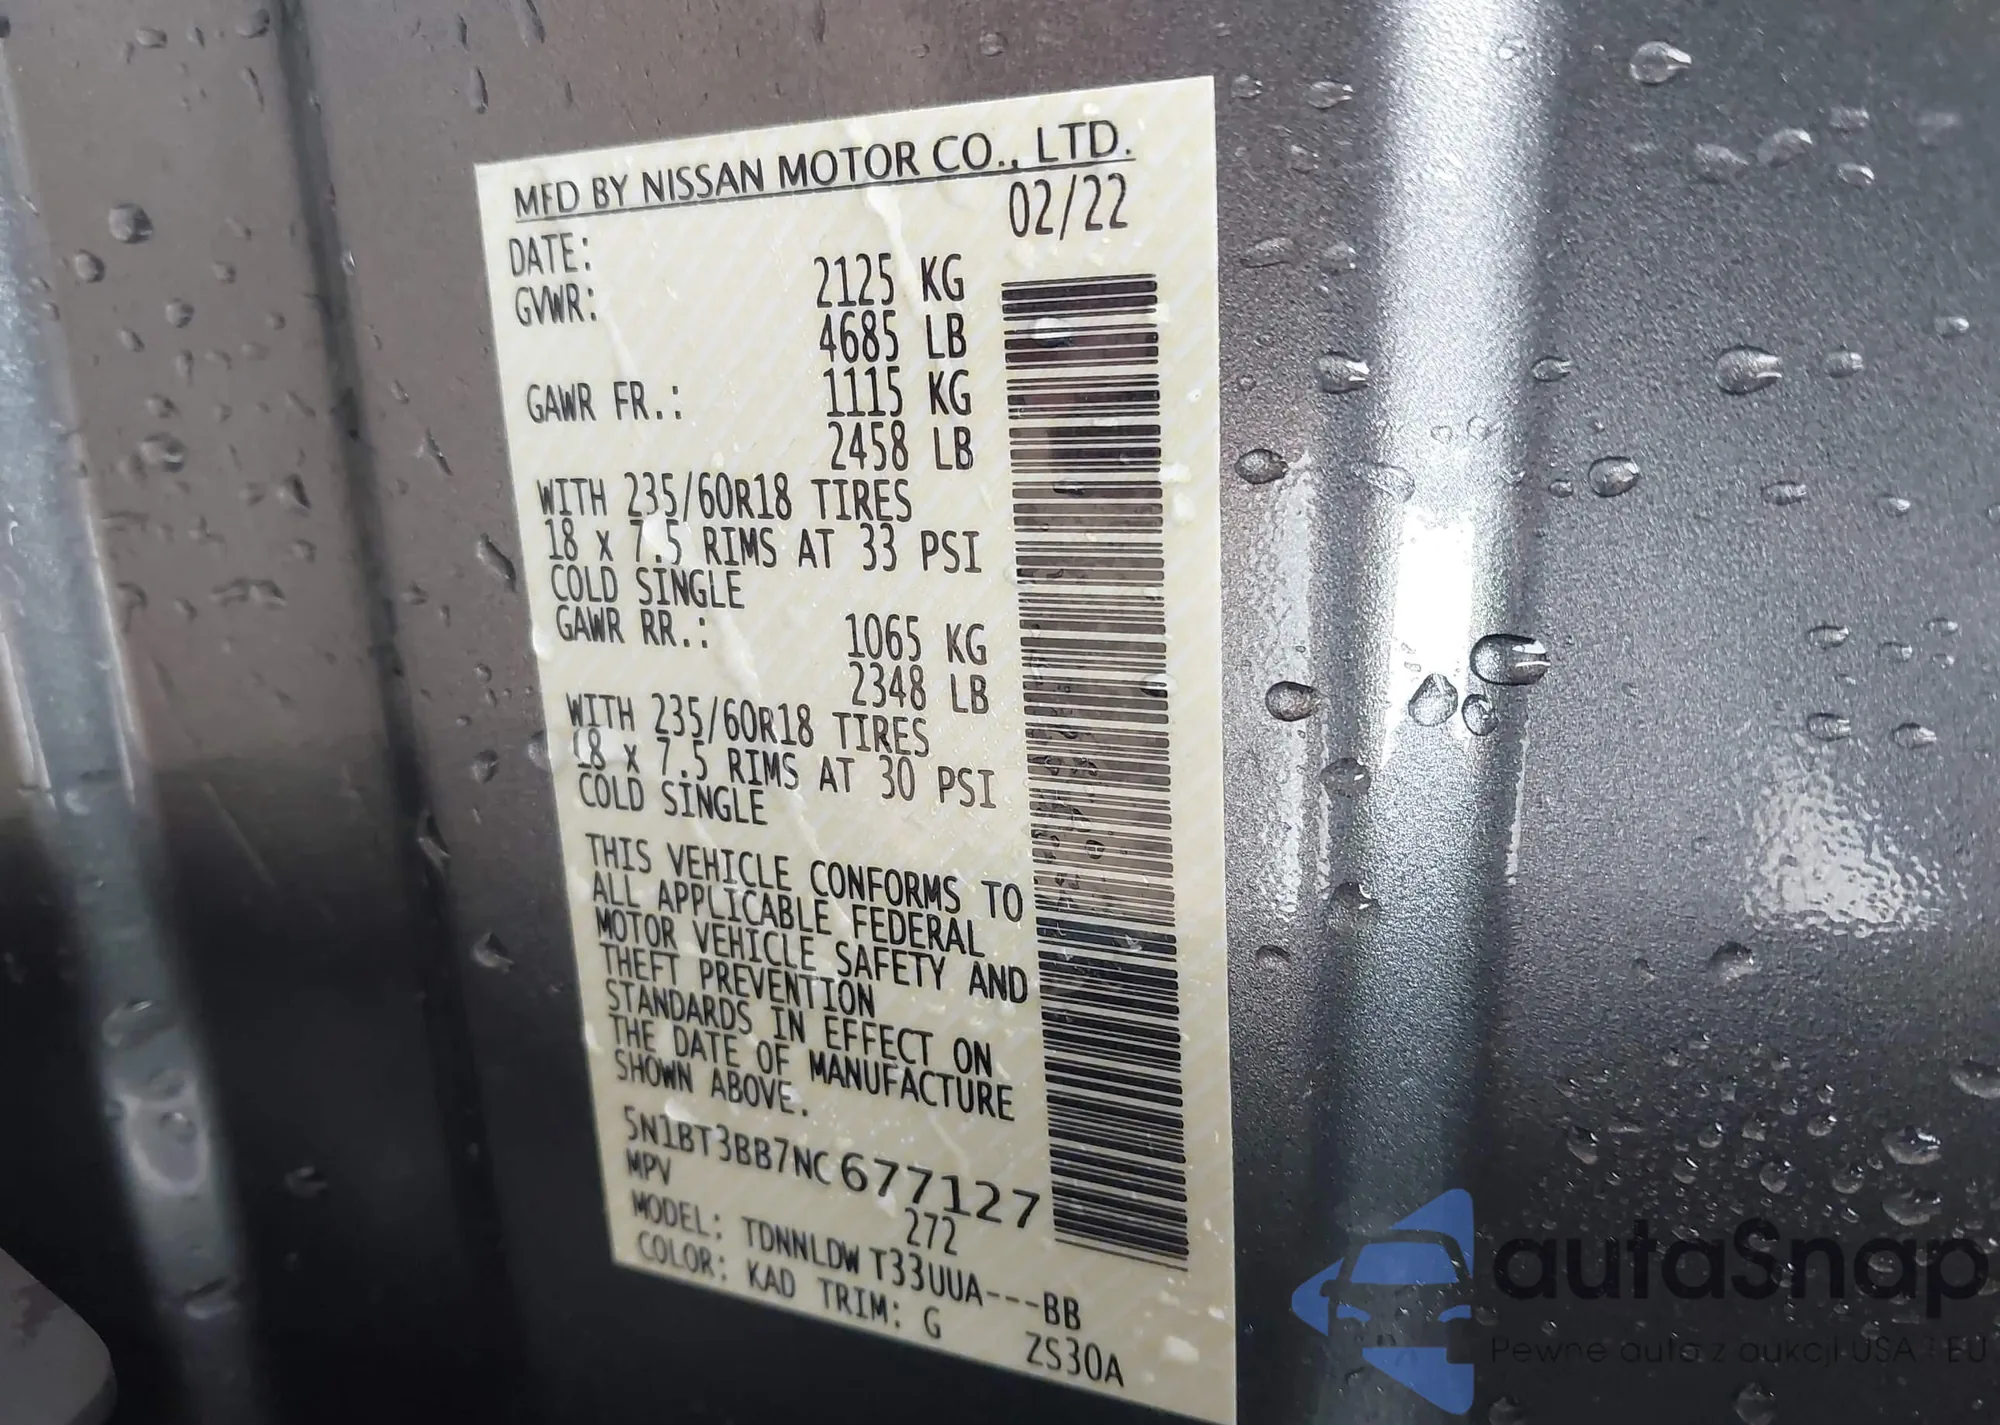 MFD BY NISSAN MOTOR CO., LTD.
DATE: 02/22
GVWR: 2125 KG
4685 LB
GAWR FR.: 1115 KG
2458 LB
WITH 235/60R18 TIRES
18 X 7.5 RIMS AT 33 PSI
COLD SINGLE
GAWR RR.: 1065 KG
2348 LB
WITH 235/60R18 TIRES
18 X 7.5 RIMS AT 30 PSI
COLD SINGLE
THIS VEHICLE CONFORMS TO
ALL APPLICABLE FEDERAL
MOTOR VEHICLE SAFETY AND
THEFT PREVENTION
STANDARDS IN EFFECT ON
THE DATE OF MANUFACTURE
SHOWN ABOVE.
5N1BT3BB7NC677127
MPV 272
MODEL: TDNNLDW T33UUA---BB
COLOR: KAD TRIM: G ZS30A
autaSnap
Pewne auto z aukcji USA i EU